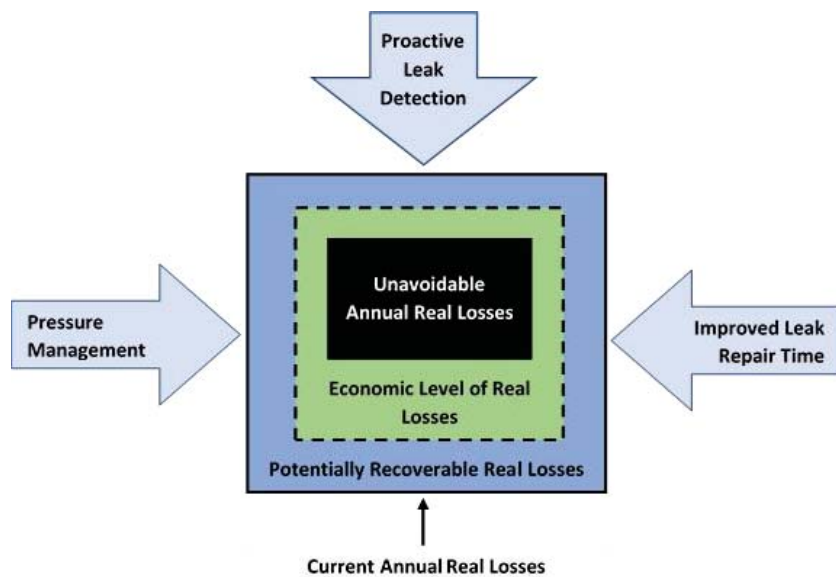 Proactive
Leak
Detection
Unavoidable
Annual Real Losses
Pressure
Management
Improved Leak
Repair Time
Economic Level of Real
Losses
Potentially Recoverable Real Losses
Current Annual Real Losses